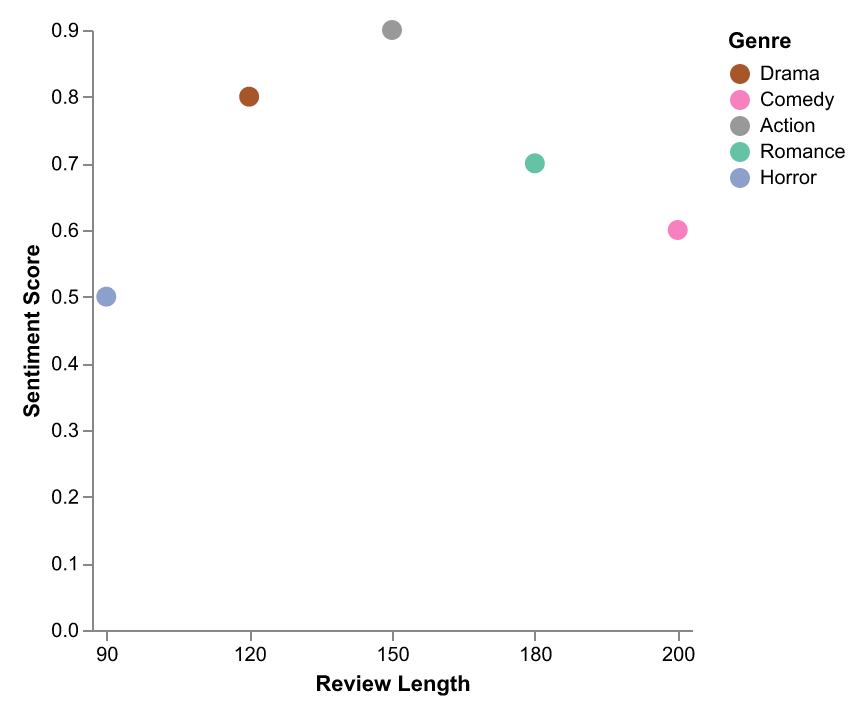 0.9
0.8
0.7
0.6
0.5
0.4
0.3
0.2
0.1
0.0
Sentiment Score
90 120 150 180 200
Review Length
Genre
Drama
Comedy
Action
Romance
Horror